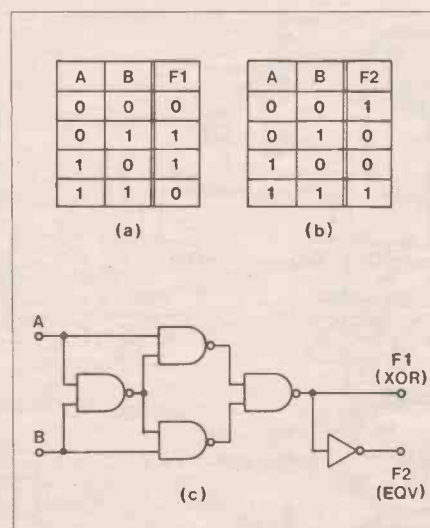 A B F1
0 0 0
0 1 1
1 0 1
1 1 0
(a)
A B F2
0 0 1
0 1 0
1 0 0
1 1 1
(b)
A
B
F1
(XOR)
F2
(EQV)
(c)